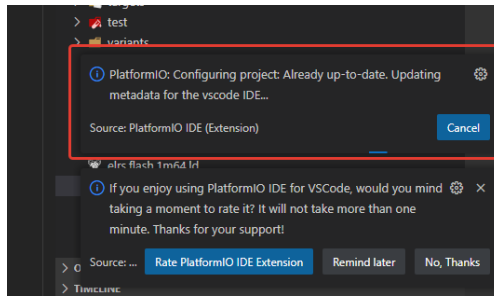 test
variants
PlatformIO: Configuring project: Already up-to-date. Updating
metadata for the vscode IDE...
Source: PlatformIO IDE (Extension)
Cancel
elrs flash 1m64.ld
If you enjoy using PlatformIO IDE for VSCode, would you mind
taking a moment to rate it? It will not take more than one
minute. Thanks for your support!
Source: ...
Rate PlatformIO IDE Extension
Remind later
No, Thanks
TIMELINE